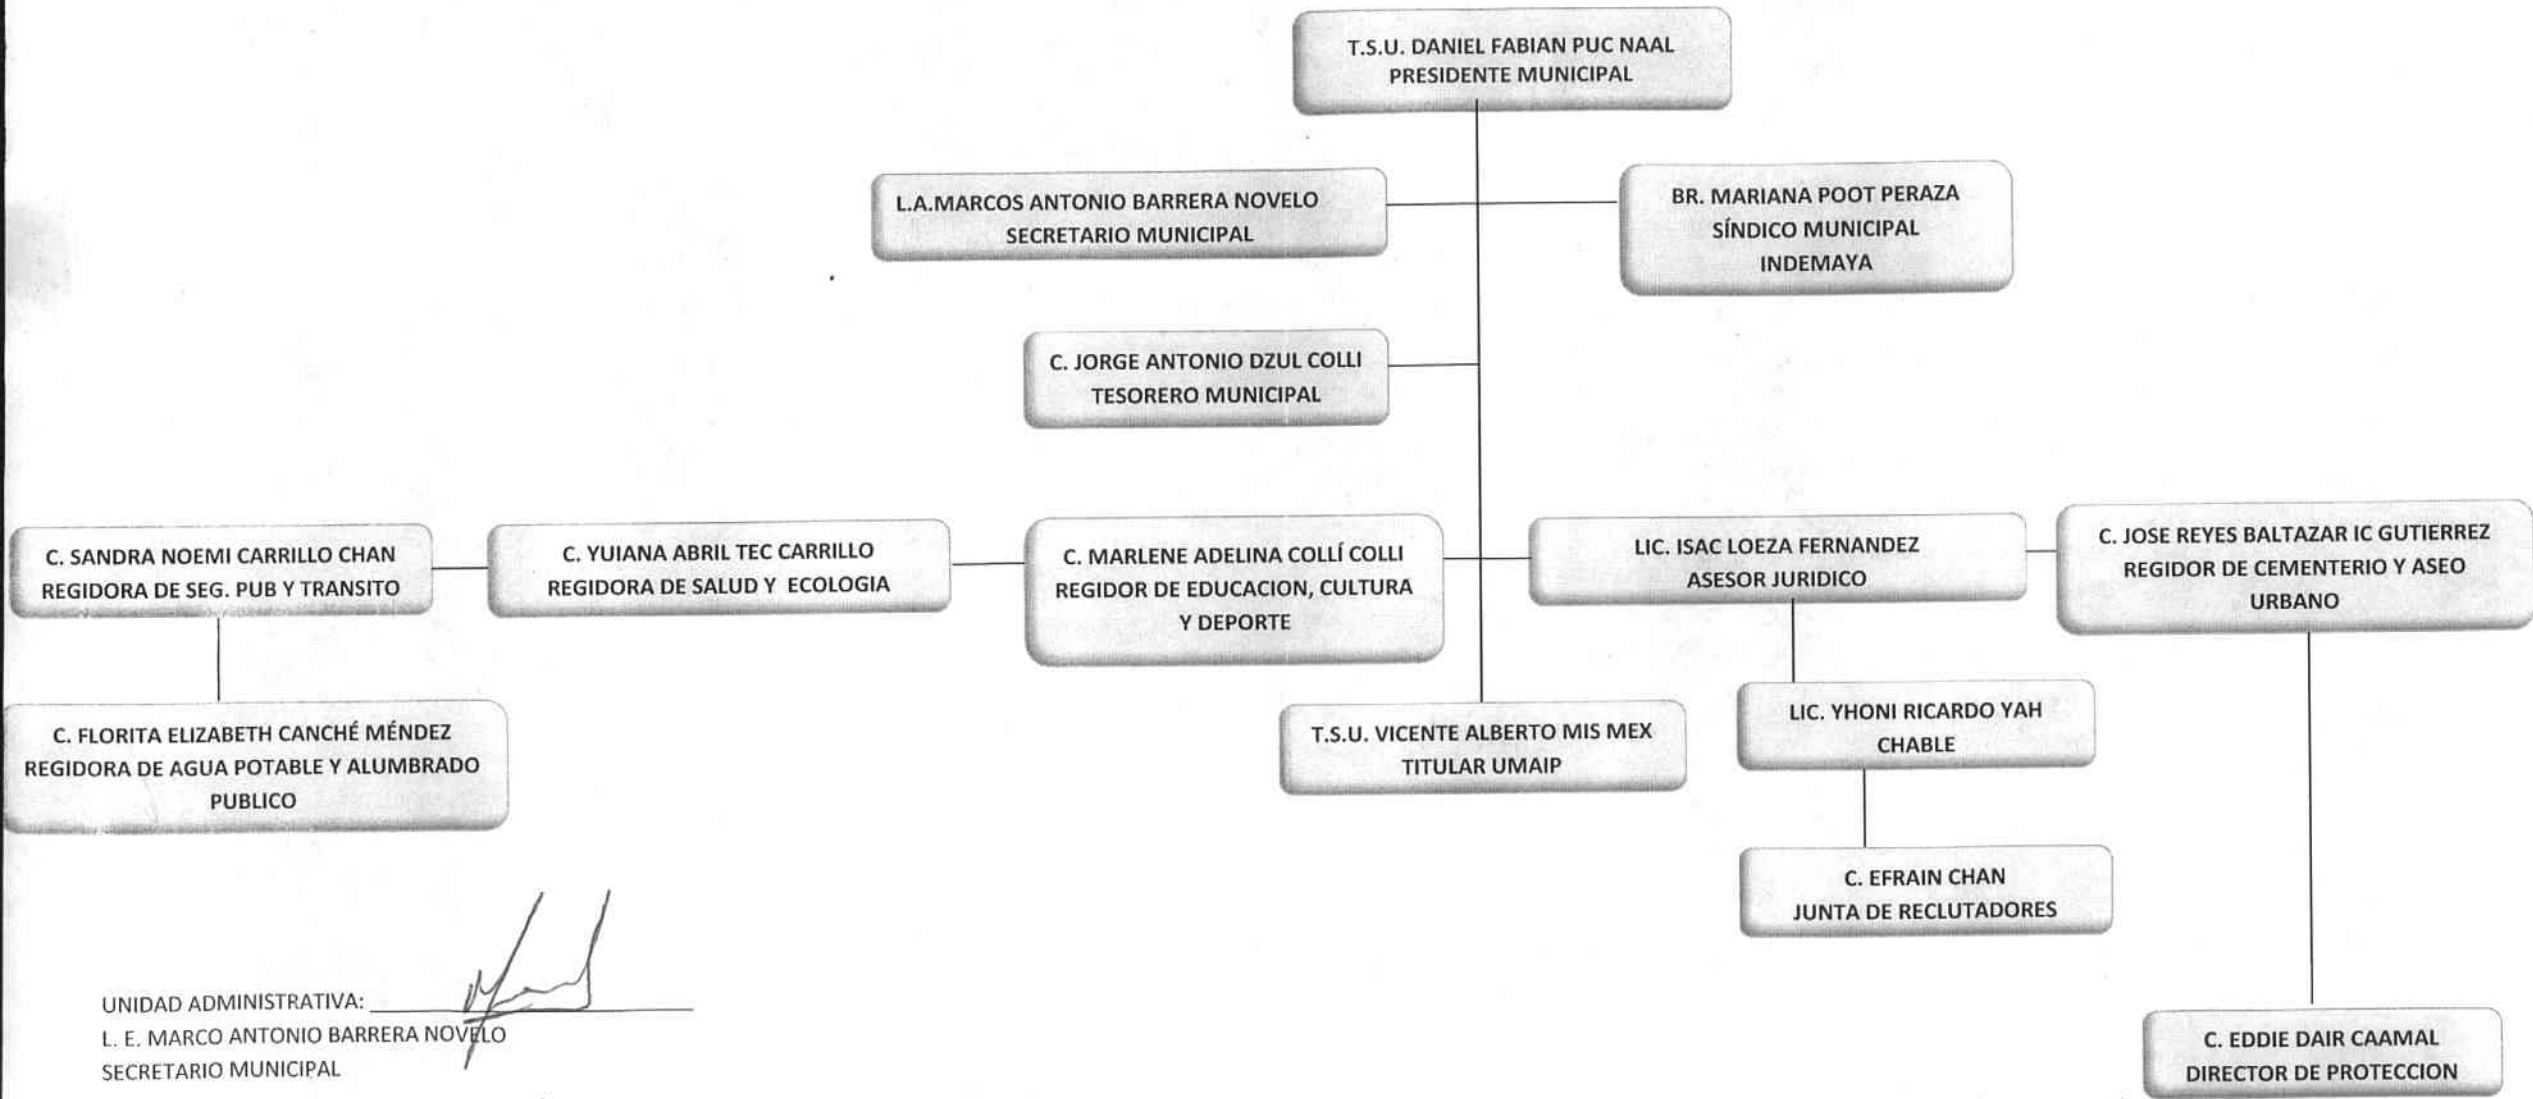 T.S.U. DANIEL FABIAN PUC NAAL
PRESIDENTE MUNICIPAL
L.A.MARCOS ANTONIO BARRERA NOVELO
SECRETARIO MUNICIPAL
BR. MARIANA POOT PERAZA
SÍNDICO MUNICIPAL
INDEMAYA
C. JORGE ANTONIO DZUL COLLI
TESORERO MUNICIPAL
C. SANDRA NOEMI CARRILLO CHAN
REGIDORA DE SEG. PUB Y TRANSITO
C. YUIANA ABRIL TEC CARRILLO
REGIDORA DE SALUD Y ECOLOGIA
C. MARLENE ADELINA COLLÍ COLLI
REGIDOR DE EDUCACION, CULTURA
Y DEPORTE
LIC. ISAC LOEZA FERNANDEZ
ASESOR JURIDICO
C. JOSE REYES BALTAZAR IC GUTIERREZ
REGIDOR DE CEMENTERIO Y ASEO
URBANO
C. FLORITA ELIZABETH CANCHÉ MÉNDEZ
REGIDORA DE AGUA POTABLE Y ALUMBRADO
PUBLICO
T.S.U. VICENTE ALBERTO MIS MEX
TITULAR UMAIP
LIC. YHONI RICARDO YAH
CHABLE
C. EFRAIN CHAN
JUNTA DE RECLUTADORES
C. EDDIE DAIR CAAMAL
DIRECTOR DE PROTECCION
UNIDAD ADMINISTRATIVA:
L. E. MARCO ANTONIO BARRERA NOVELO
SECRETARIO MUNICIPAL